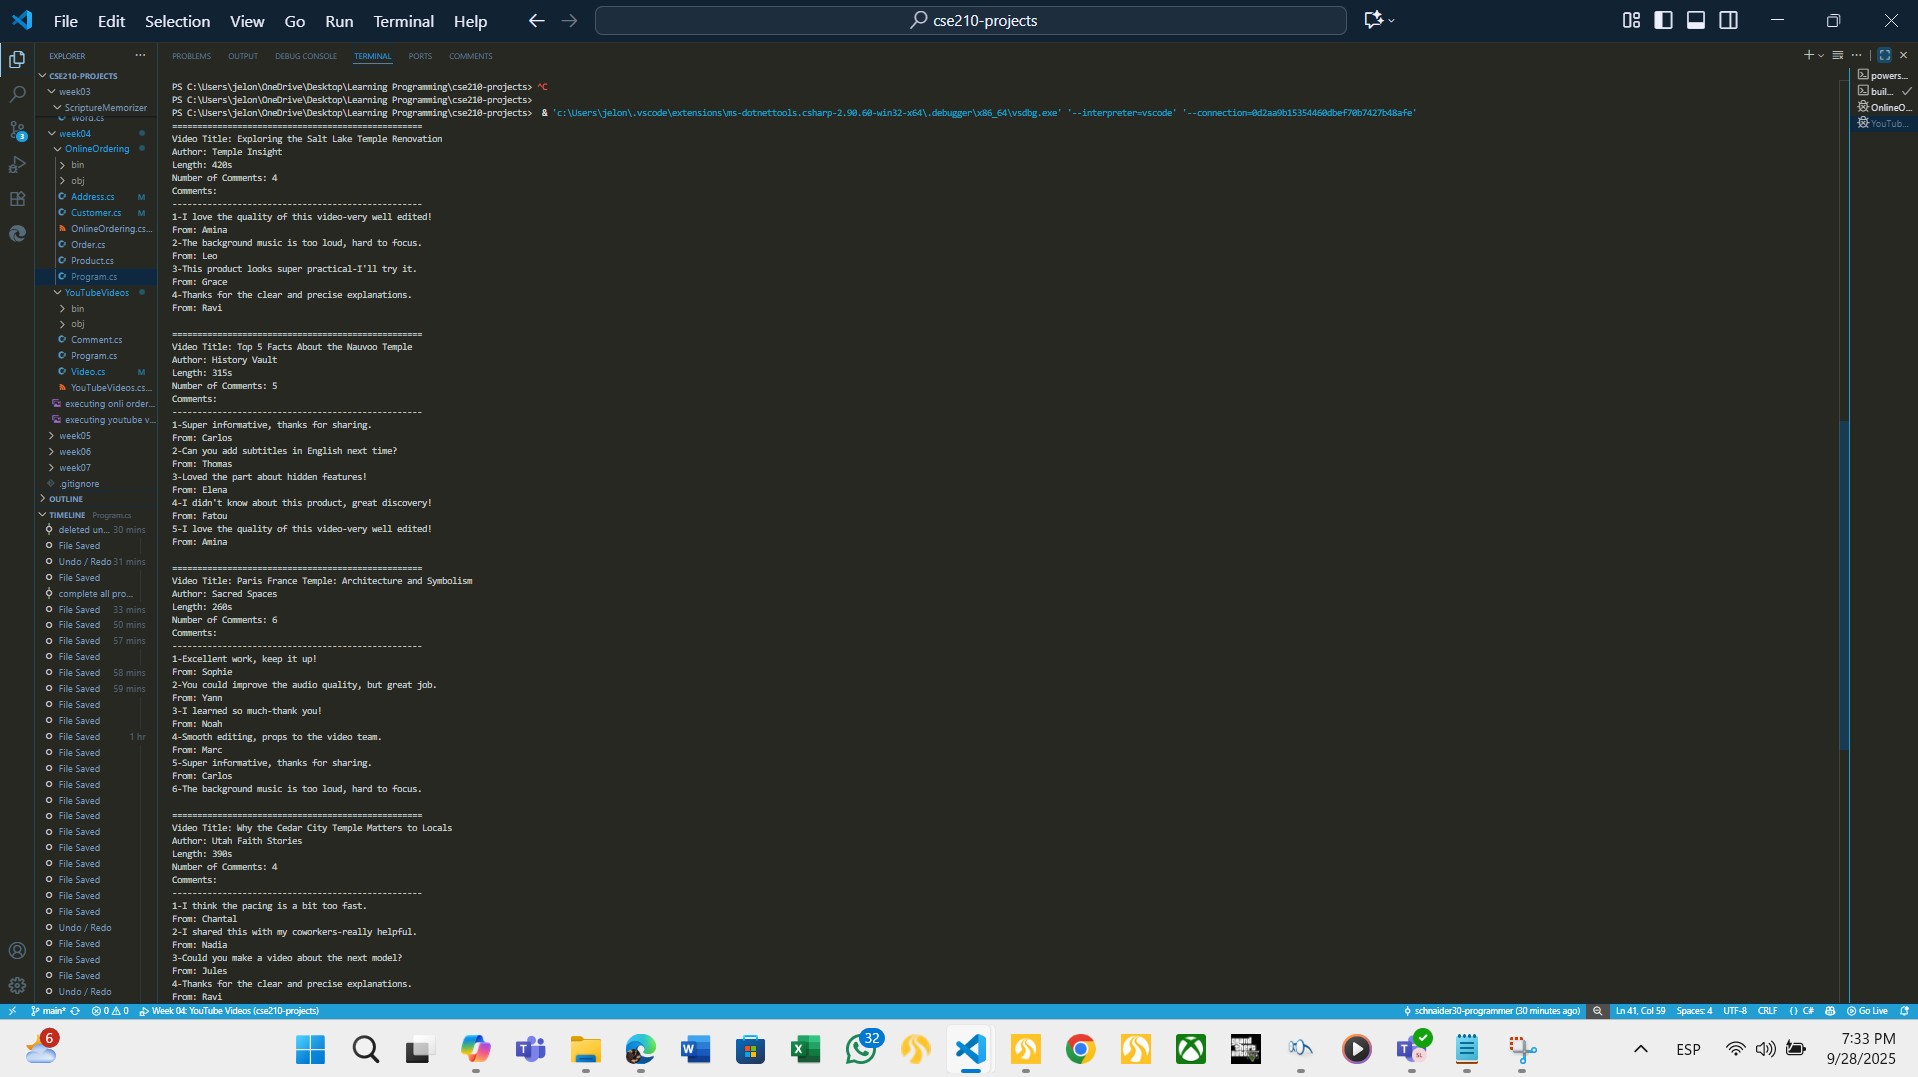 File Edit Selection View Go Run Terminal Help
cse210-projects
EXPLORER
CSE210-PROJECTS
week03
ScriptureMemorizer
Word.cs
week04
OnlineOrdering
bin
obj
Address.cs M
Customer.cs M
OnlineOrdering.cs...
Order.cs
Product.cs
Program.cs
YouTubeVideos
bin
obj
Comment.cs
Program.cs
Video.cs M
YouTubeVideos.cs...
executing onli order...
executing youtube v...
week05
week06
week07
.gitignore
OUTLINE
TIMELINE Program.cs
deleted un... 30 mins
File Saved
Undo / Redo 31 mins
File Saved
complete all pro...
File Saved 33 mins
File Saved 50 mins
File Saved 57 mins
File Saved
File Saved 58 mins
File Saved 59 mins
File Saved
File Saved
File Saved 1 hr
File Saved
File Saved
File Saved
File Saved
File Saved
File Saved
File Saved
File Saved
File Saved
File Saved
File Saved
Undo / Redo
File Saved
File Saved
File Saved
Undo / Redo
PROBLEMS OUTPUT DEBUG CONSOLE TERMINAL PORTS COMMENTS
PS C:\Users\jelon\OneDrive\Desktop\Learning Programming\cse210-projects> ^C
PS C:\Users\jelon\OneDrive\Desktop\Learning Programming\cse210-projects>
PS C:\Users\jelon\OneDrive\Desktop\Learning Programming\cse210-projects> & 'c:\Users\jelon\.vscode\extensions\ms-dotnettools.csharp-2.90.60-win32-x64\.debugger\x86_64\vsdbg.exe' '--interpreter=vscode' '--connection=0d2aa9b15354460dbef70b7427b48afe'
==================================================
Video Title: Exploring the Salt Lake Temple Renovation
Author: Temple Insight
Length: 420s
Number of Comments: 4
Comments:
--------------------------------------------------
1-I love the quality of this video-very well edited!
From: Amina
2-The background music is too loud, hard to focus.
From: Leo
3-This product looks super practical-I'll try it.
From: Grace
4-Thanks for the clear and precise explanations.
From: Ravi
==================================================
Video Title: Top 5 Facts About the Nauvoo Temple
Author: History Vault
Length: 315s
Number of Comments: 5
Comments:
--------------------------------------------------
1-Super informative, thanks for sharing.
From: Carlos
2-Can you add subtitles in English next time?
From: Thomas
3-Loved the part about hidden features!
From: Elena
4-I didn't know about this product, great discovery!
From: Fatou
5-I love the quality of this video-very well edited!
From: Amina
==================================================
Video Title: Paris France Temple: Architecture and Symbolism
Author: Sacred Spaces
Length: 260s
Number of Comments: 6
Comments:
--------------------------------------------------
1-Excellent work, keep it up!
From: Sophie
2-You could improve the audio quality, but great job.
From: Yann
3-I learned so much-thank you!
From: Noah
4-Smooth editing, props to the video team.
From: Marc
5-Super informative, thanks for sharing.
From: Carlos
6-The background music is too loud, hard to focus.
==================================================
Video Title: Why the Cedar City Temple Matters to Locals
Author: Utah Faith Stories
Length: 390s
Number of Comments: 4
Comments:
--------------------------------------------------
1-I think the pacing is a bit too fast.
From: Chantal
2-I shared this with my coworkers-really helpful.
From: Nadia
3-Could you make a video about the next model?
From: Jules
4-Thanks for the clear and precise explanations.
From: Ravi
powers...
buil...
OnlineO...
YouTub...
3
main* 0 0 Week 04: YouTube Videos (cse210-projects)
schnaider30-programmer (30 minutes ago) Ln 41, Col 59 Spaces: 4 UTF-8 CRLF {} C# Go Live
6
32
ESP
7:33 PM
9/28/2025